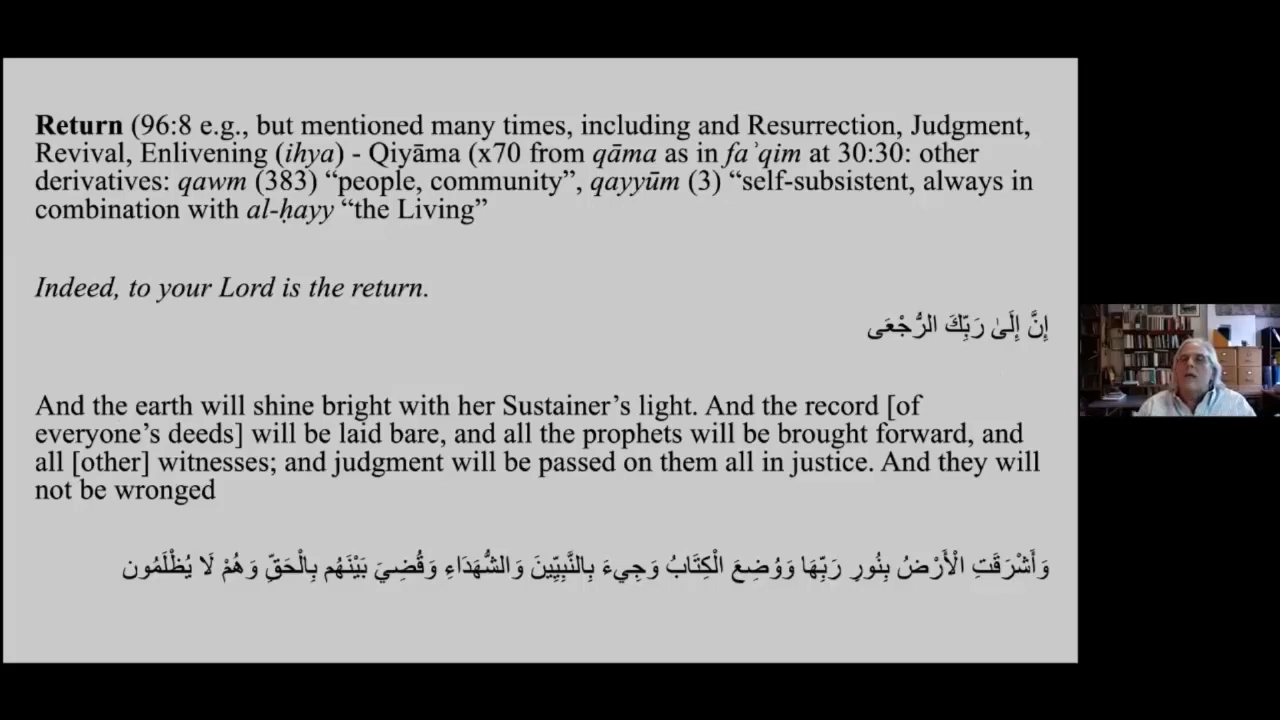 Return (96:8 e.g., but mentioned many times, including and Resurrection, Judgment,
Revival, Enlivening (ihya) - Qiyāma (x70 from qāma as in fa ʾqim at 30:30: other
derivatives: qawm (383) “people, community”, qayyūm (3) “self-subsistent, always in
combination with al-ḥayy “the Living”
Indeed, to your Lord is the return.
إِنَّ إِلَىٰ رَبِّكَ الرُّجْعَى
And the earth will shine bright with her Sustainer’s light. And the record [of
everyone’s deeds] will be laid bare, and all the prophets will be brought forward, and
all [other] witnesses; and judgment will be passed on them all in justice. And they will
not be wronged
وَأَشْرَقَتِ الْأَرْضُ بِنُورِ رَبِّهَا وَوُضِعَ الْكِتَابُ وَجِيءَ بِالنَّبِيِّينَ وَالشُّهَدَاءِ وَقُضِيَ بَيْنَهُم بِالْحَقِّ وَهُمْ لَا يُظْلَمُون